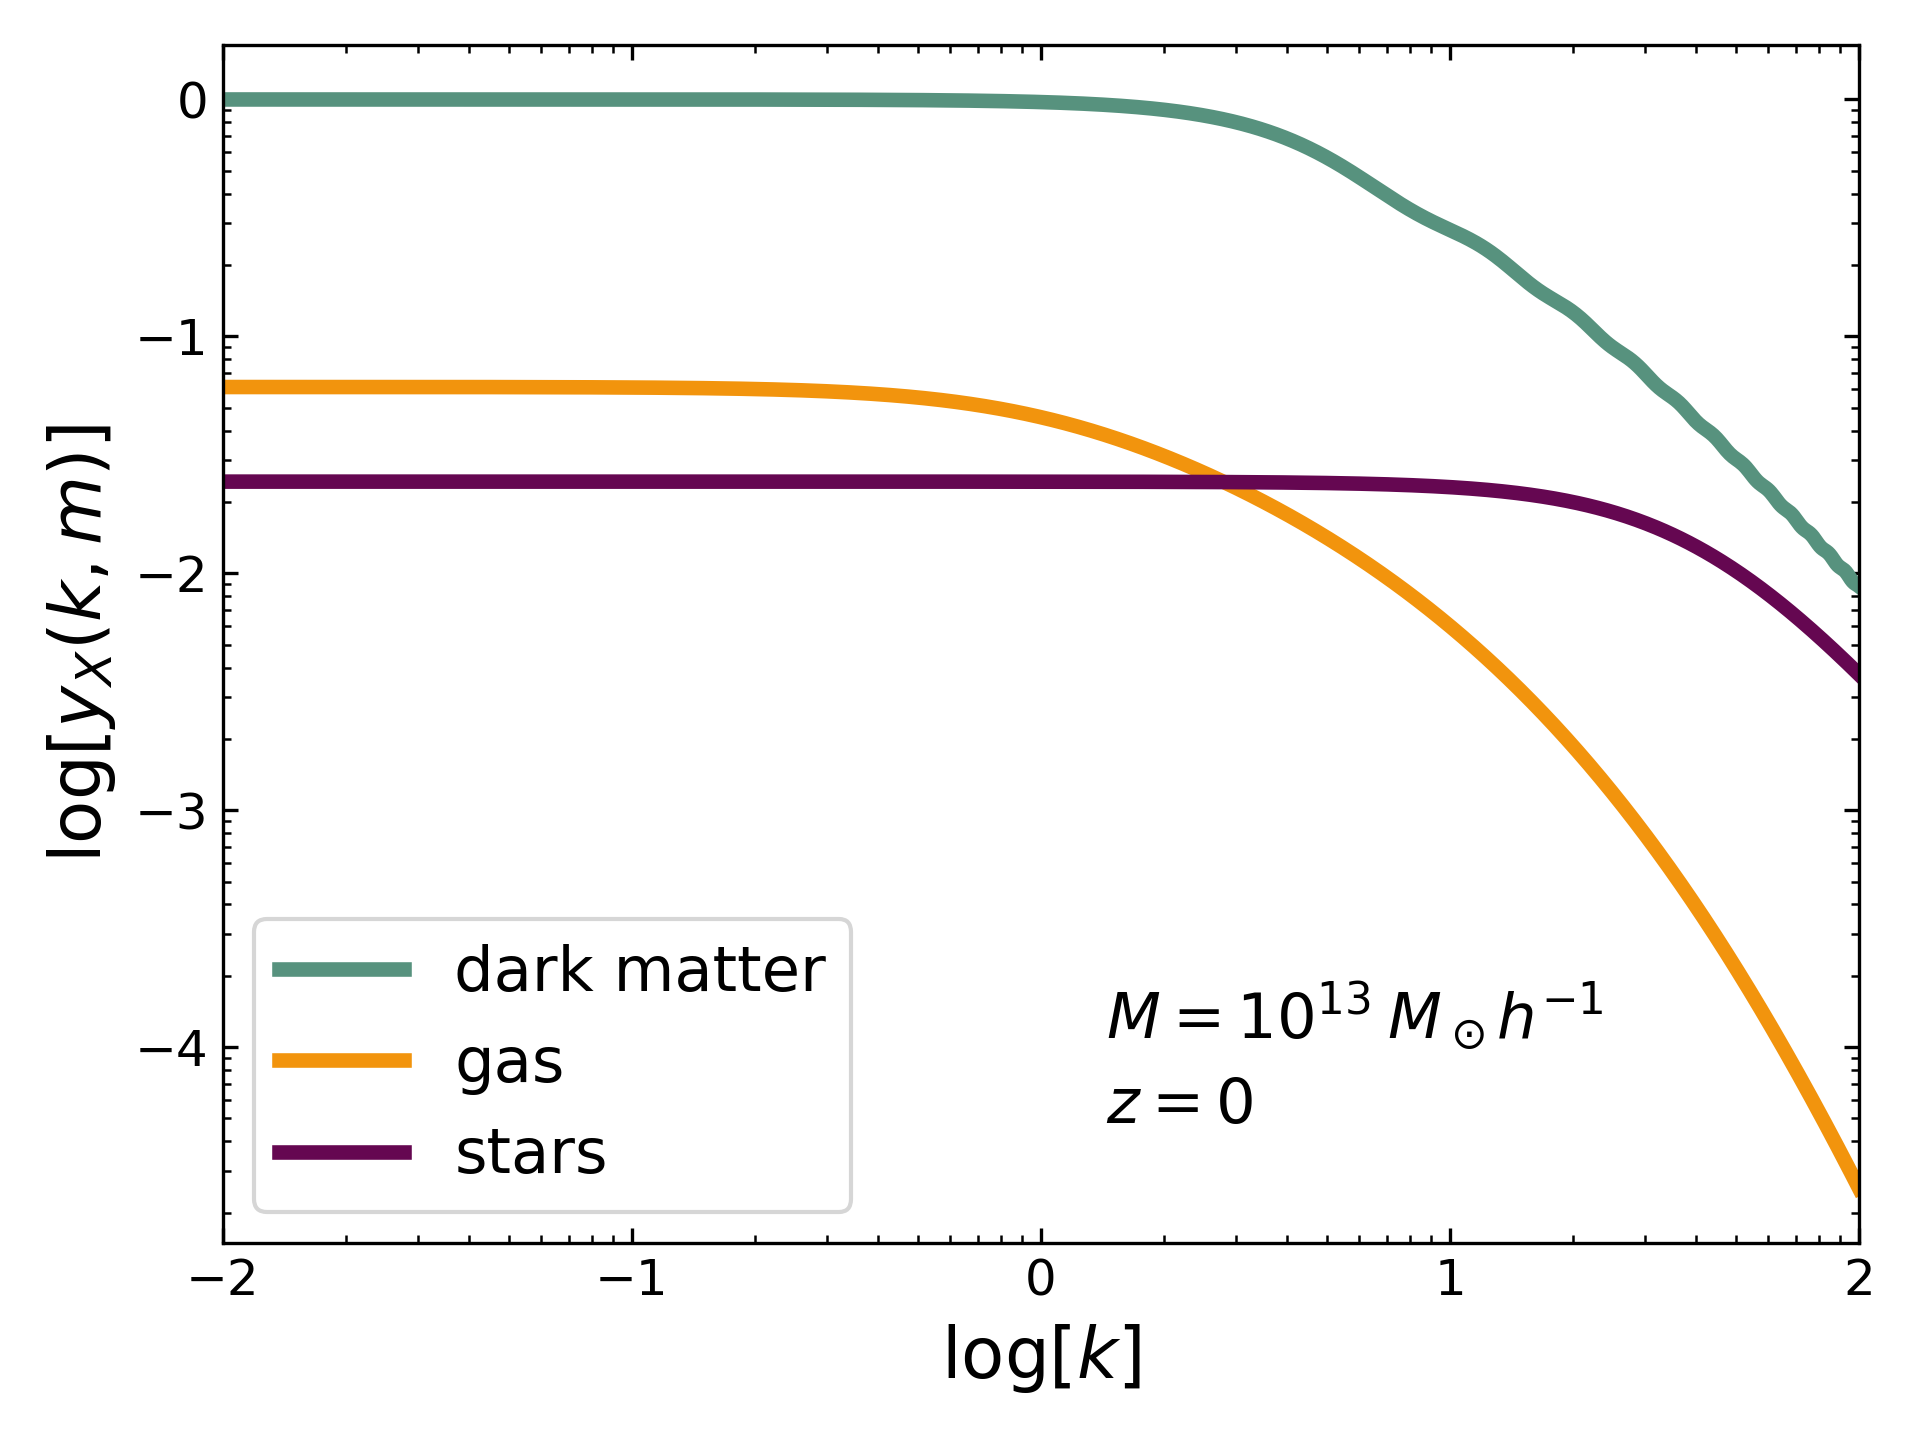 0
−1
−2
−3
−4
log[y_X(k, m)]
dark matter
gas
stars
M = 10^13 M_⊙ h^−1
z = 0
−2 −1 0 1 2
log[k]